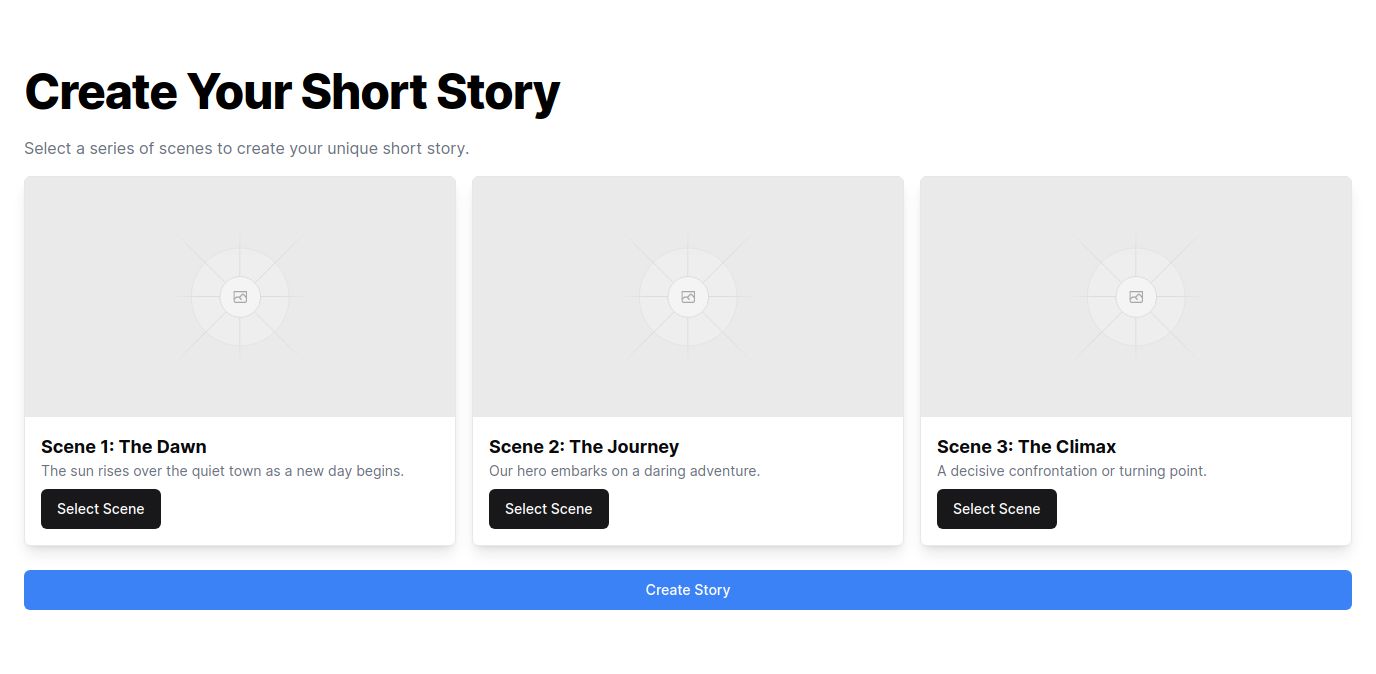 Create Your Short Story
Select a series of scenes to create your unique short story.
Scene 1: The Dawn
The sun rises over the quiet town as a new day begins.
Select Scene
Scene 2: The Journey
Our hero embarks on a daring adventure.
Select Scene
Scene 3: The Climax
A decisive confrontation or turning point.
Select Scene
Create Story